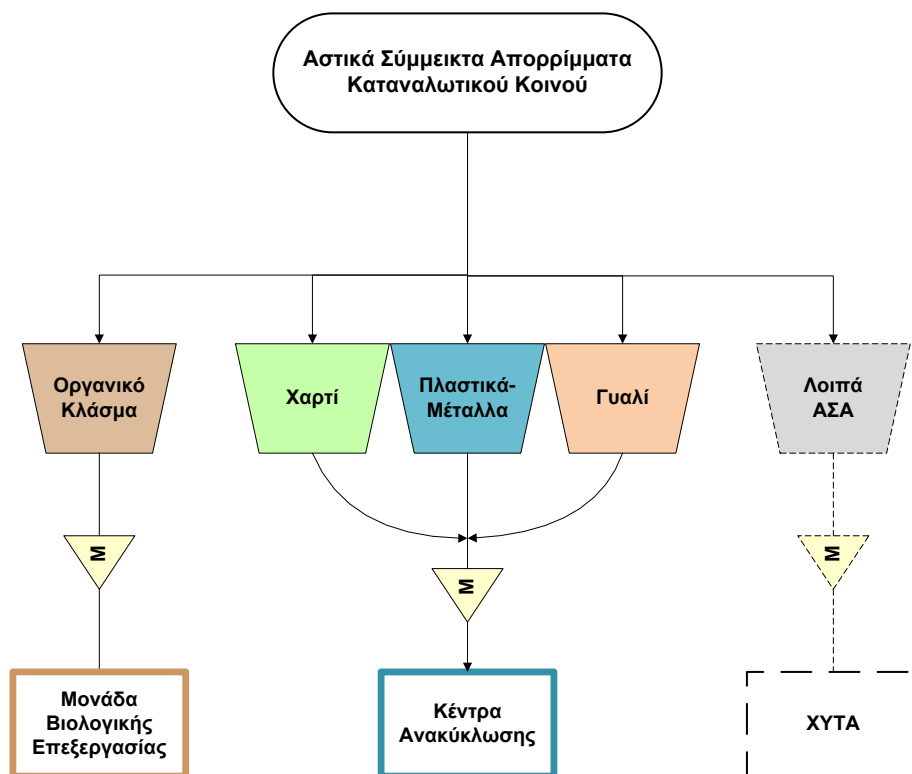 Αστικά Σύμμεικτα Απορρίμματα
Καταναλωτικού Κοινού
Οργανικό
Κλάσμα
Χαρτί
Πλαστικά-
Μέταλλα
Γυαλί
Λοιπά
ΑΣΑ
Μ
Μ
Μ
Μονάδα
Βιολογικής
Επεξεργασίας
Κέντρα
Ανακύκλωσης
ΧΥΤΑ